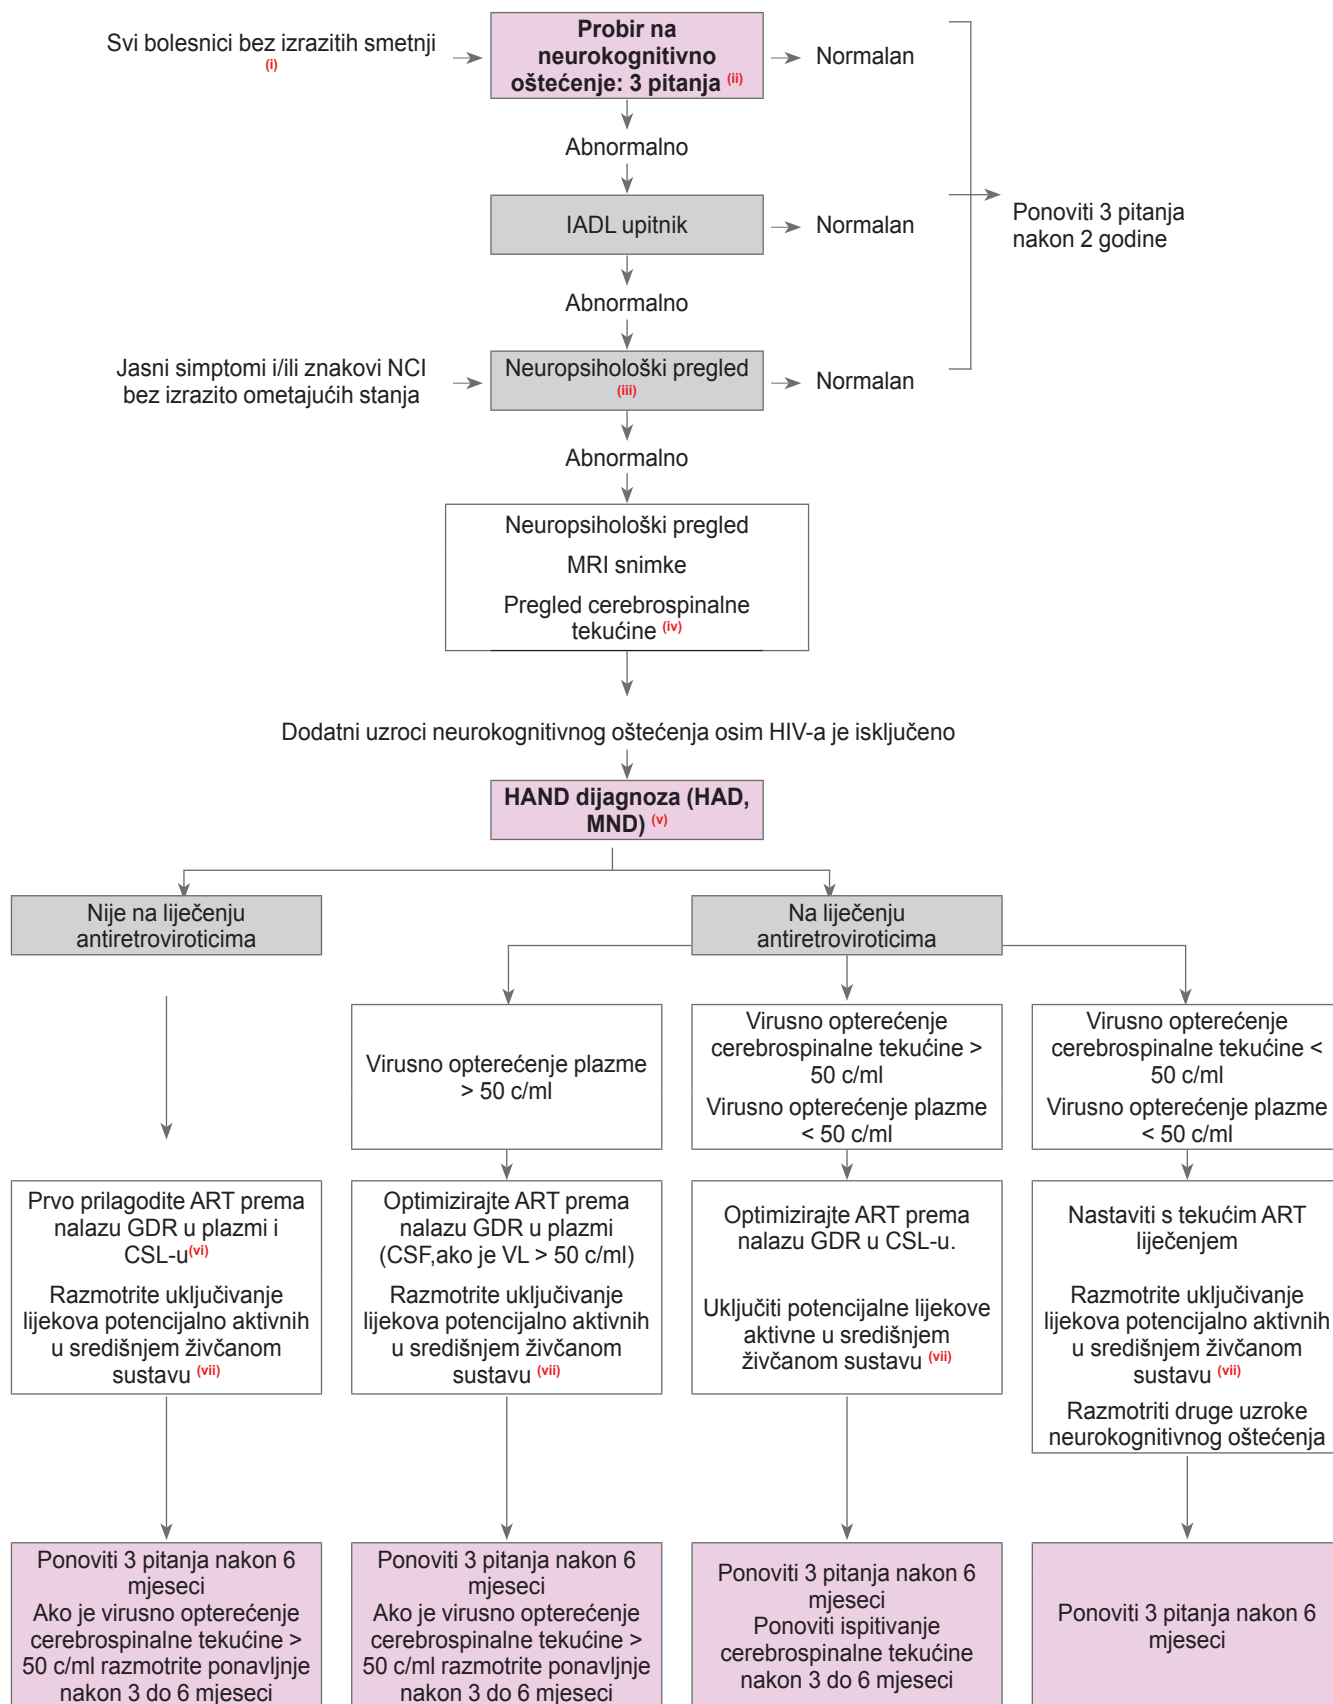 Svi bolesnici bez izrazitih smetnji
(i)
Probir na
neurokognitivno
oštećenje: 3 pitanja (ii)
Normalan
Abnormalno
IADL upitnik
Normalan
Ponoviti 3 pitanja
nakon 2 godine
Abnormalno
Jasni simptomi i/ili znakovi NCI
bez izrazito ometajućih stanja
Neuropsihološki pregled
(iii)
Normalan
Abnormalno
Neuropsihološki pregled
MRI snimke
Pregled cerebrospinalne
tekućine (iv)
Dodatni uzroci neurokognitivnog oštećenja osim HIV-a je isključeno
HAND dijagnoza (HAD,
MND) (v)
Nije na liječenju
antiretroviroticima
Na liječenju
antiretroviroticima
Virusno opterećenje plazme
> 50 c/ml
Virusno opterećenje
cerebrospinalne tekućine >
50 c/ml
Virusno opterećenje plazme
< 50 c/ml
Virusno opterećenje
cerebrospinalne tekućine <
50 c/ml
Virusno opterećenje plazme
< 50 c/ml
Prvo prilagodite ART prema
nalazu GDR u plazmi i
CSL-u(vi)
Razmotrite uključivanje
lijekova potencijalno aktivnih
u središnjem živčanom
sustavu (vii)
Optimizirajte ART prema
nalazu GDR u plazmi
(CSF,ako je VL > 50 c/ml)
Razmotrite uključivanje
lijekova potencijalno aktivnih
u središnjem živčanom
sustavu (vii)
Optimizirajte ART prema
nalazu GDR u CSL-u.
Uključiti potencijalne lijekove
aktivne u središnjem
živčanom sustavu (vii)
Nastaviti s tekućim ART
liječenjem
Razmotrite uključivanje
lijekova potencijalno aktivnih
u središnjem živčanom
sustavu (vii)
Razmotriti druge uzroke
neurokognitivnog oštećenja
Ponoviti 3 pitanja nakon 6
mjeseci
Ako je virusno opterećenje
cerebrospinalne tekućine >
50 c/ml razmotrite ponavljnje
nakon 3 do 6 mjeseci
Ponoviti 3 pitanja nakon 6
mjeseci
Ako je virusno opterećenje
cerebrospinalne tekućine >
50 c/ml razmotrite ponavljnje
nakon 3 do 6 mjeseci
Ponoviti 3 pitanja nakon 6
mjeseci
Ponoviti ispitivanje
cerebrospinalne tekućine
nakon 3 do 6 mjeseci
Ponoviti 3 pitanja nakon 6
mjeseci